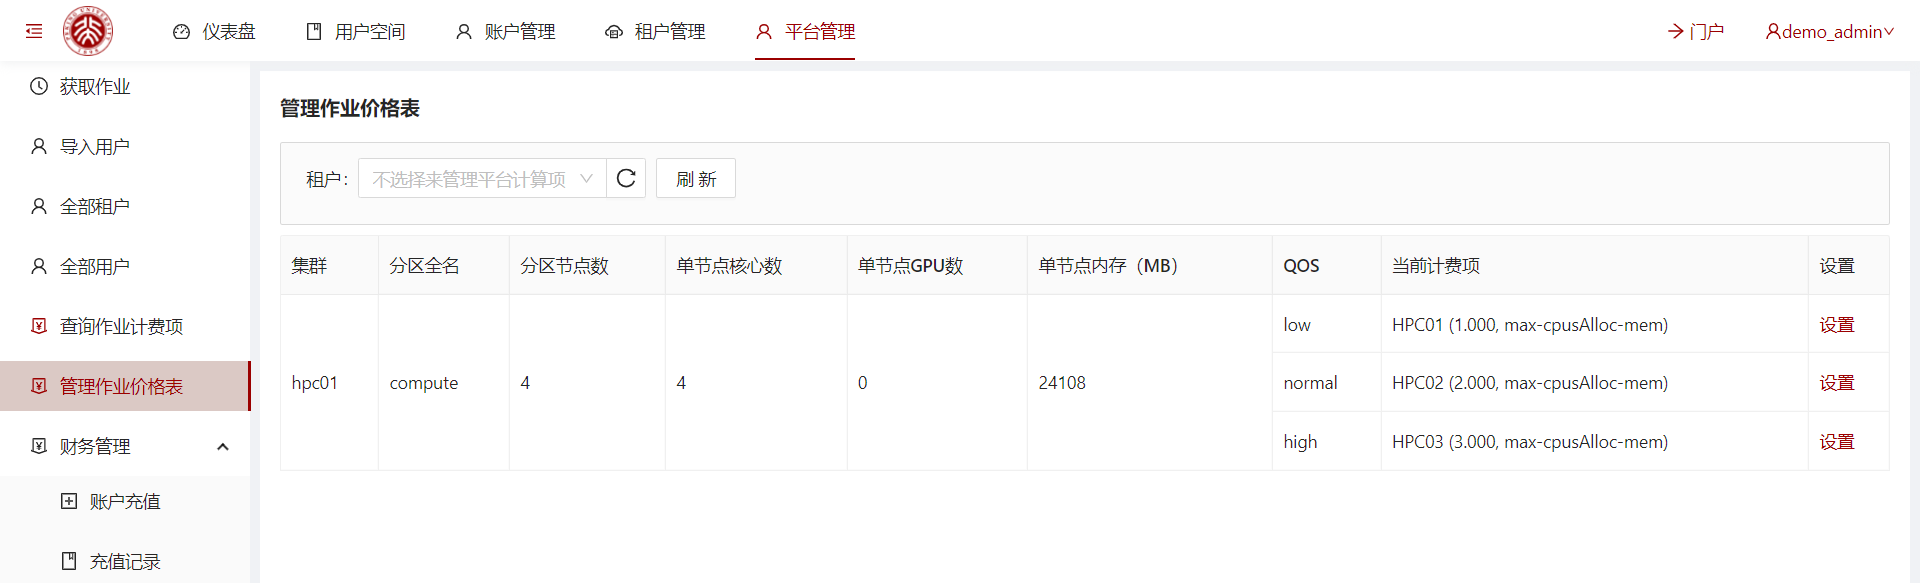 仪表盘 用户空间 账户管理 租户管理 平台管理 门户 demo_admin
获取作业
导入用户
全部租户
全部用户
查询作业计费项
管理作业价格表
财务管理
账户充值
充值记录
管理作业价格表
租户： 不选择来管理平台计算项 刷 新
集群 分区全名 分区节点数 单节点核心数 单节点GPU数 单节点内存（MB） QOS 当前计费项 设置
hpc01 compute 4 4 0 24108
low HPC01 (1.000, max-cpusAlloc-mem) 设置
normal HPC02 (2.000, max-cpusAlloc-mem) 设置
high HPC03 (3.000, max-cpusAlloc-mem) 设置